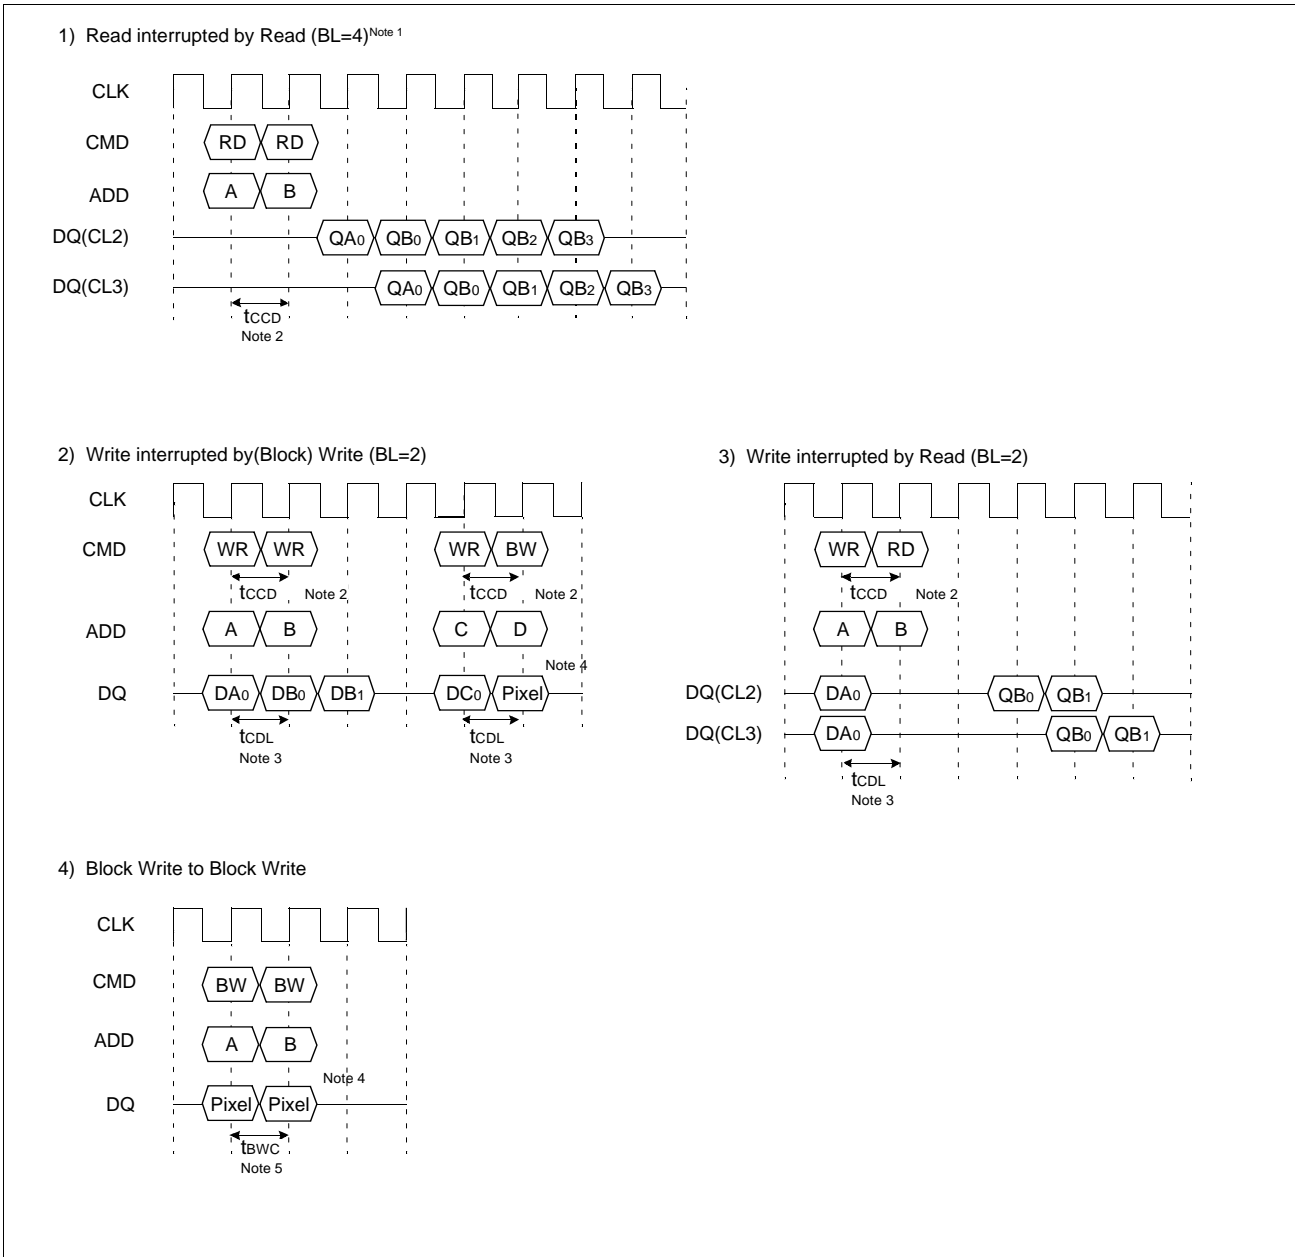 1) Read interrupted by Read (BL=4)Note 1
CLK
CMD RD RD
ADD A B
DQ(CL2) QA0 QB0 QB1 QB2 QB3
DQ(CL3) QA0 QB0 QB1 QB2 QB3
tCCD
Note 2
2) Write interrupted by(Block) Write (BL=2)
CLK
CMD WR WR WR BW
tCCD Note 2 tCCD Note 2
ADD A B C D
Note 4
DQ DA0 DB0 DB1 DC0 Pixel
tCDL tCDL
Note 3 Note 3
3) Write interrupted by Read (BL=2)
CLK
CMD WR RD
tCCD Note 2
ADD A B
DQ(CL2) DA0 QB0 QB1
DQ(CL3) DA0 QB0 QB1
tCDL
Note 3
4) Block Write to Block Write
CLK
CMD BW BW
ADD A B
Note 4
DQ Pixel Pixel
tBWC
Note 5